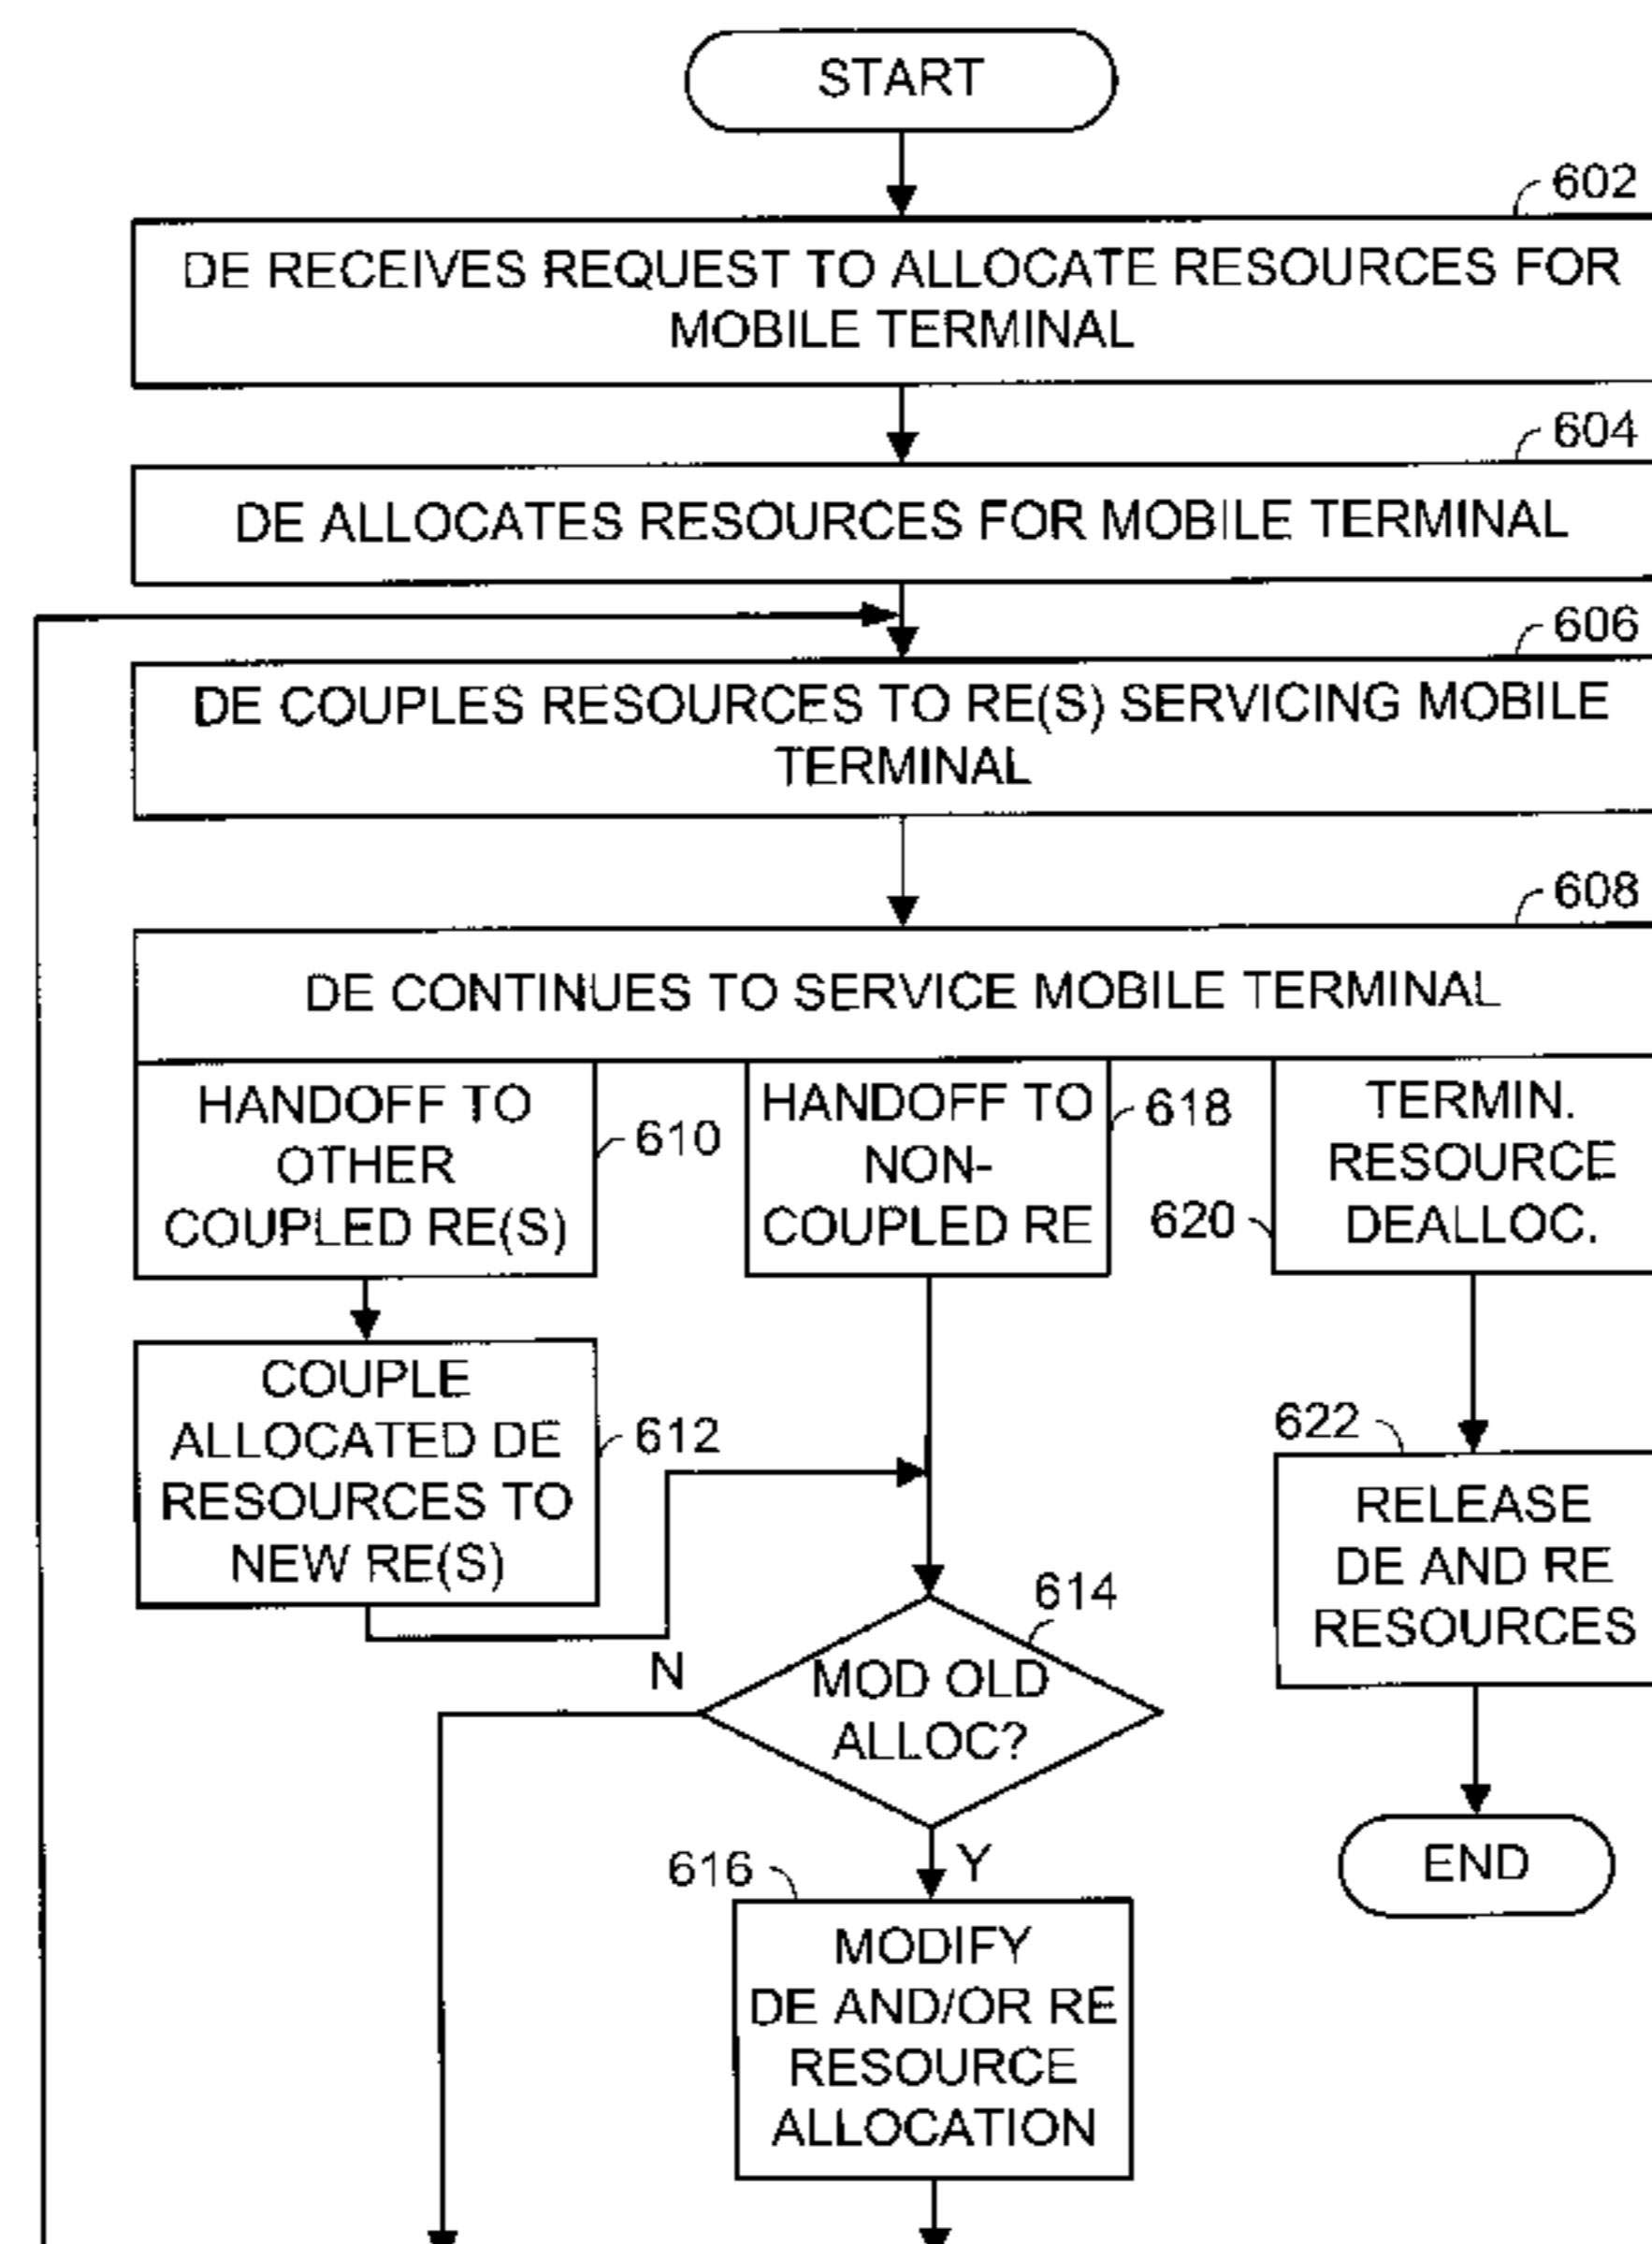 START
602
DE RECEIVES REQUEST TO ALLOCATE RESOURCES FOR
MOBILE TERMINAL
604
DE ALLOCATES RESOURCES FOR MOBILE TERMINAL
606
DE COUPLES RESOURCES TO RE(S) SERVICING MOBILE
TERMINAL
608
DE CONTINUES TO SERVICE MOBILE TERMINAL
HANDOFF TO
OTHER
COUPLED RE(S)
610
HANDOFF TO
NON-
COUPLED RE
618
TERMIN.
RESOURCE
DEALLOC.
620
COUPLE
ALLOCATED DE
RESOURCES TO
NEW RE(S)
612
622
RELEASE
DE AND RE
RESOURCES
614
N
MOD OLD
ALLOC?
Y
END
616
MODIFY
DE AND/OR RE
RESOURCE
ALLOCATION